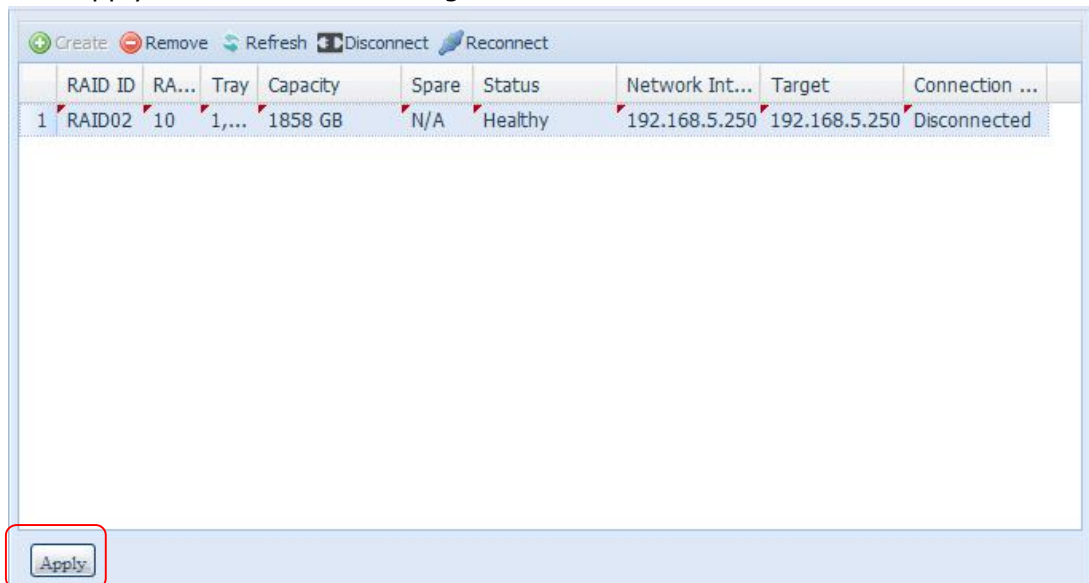 Create Remove Refresh Disconnect Reconnect
RAID ID RA... Tray Capacity Spare Status Network Int... Target Connection ...
1 RAID02 10 1,... 1858 GB N/A Healthy 192.168.5.250 192.168.5.250 Disconnected
Apply